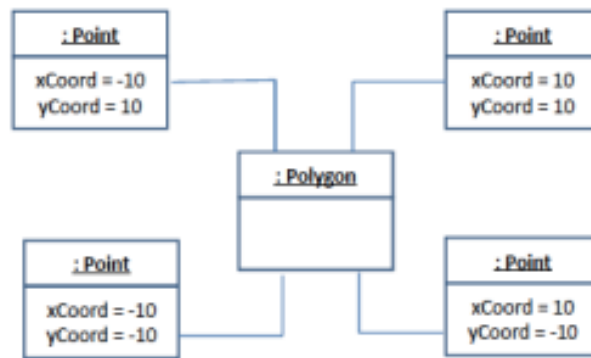 : Point
xCoord = -10
yCoord = 10
: Point
xCoord = 10
yCoord = 10
: Polygon
: Point
xCoord = -10
yCoord = -10
: Point
xCoord = 10
yCoord = -10